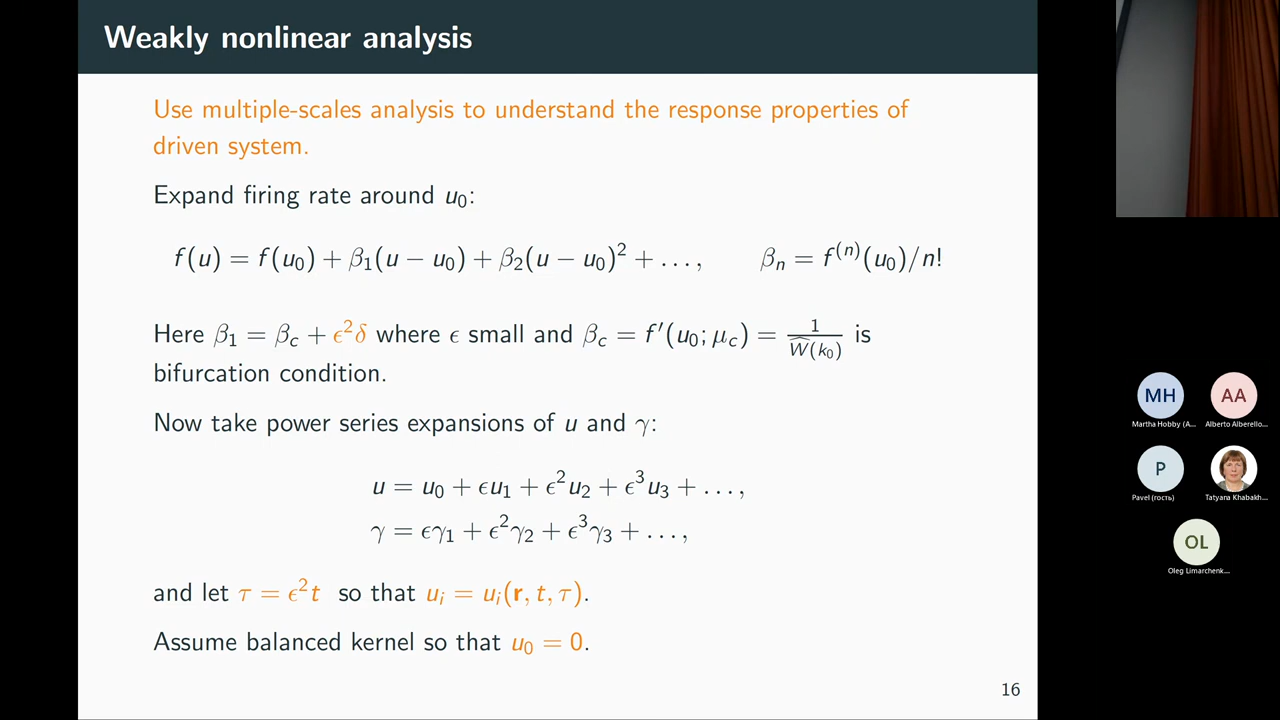 Weakly nonlinear analysis
Use multiple-scales analysis to understand the response properties of
driven system.
Expand firing rate around u₀:
f(u) = f(u₀) + β₁(u − u₀) + β₂(u − u₀)² + . . . , βₙ = f⁽ⁿ⁾(u₀)/n!
Here β₁ = β_c + ϵ²δ where ϵ small and β_c = f′(u₀; μ_c) = 1/Ŵ(k₀) is
bifurcation condition.
Now take power series expansions of u and γ:
u = u₀ + ϵu₁ + ϵ²u₂ + ϵ³u₃ + . . . ,
γ = ϵγ₁ + ϵ²γ₂ + ϵ³γ₃ + . . . ,
and let τ = ϵ²t so that uᵢ = uᵢ(r, t, τ).
Assume balanced kernel so that u₀ = 0.
16
MH AA
Martha Hobby (A... Alberto Alberello...
P
Pavel (гость) Tatyana Khabakh...
OL
Oleg Limarchenk...